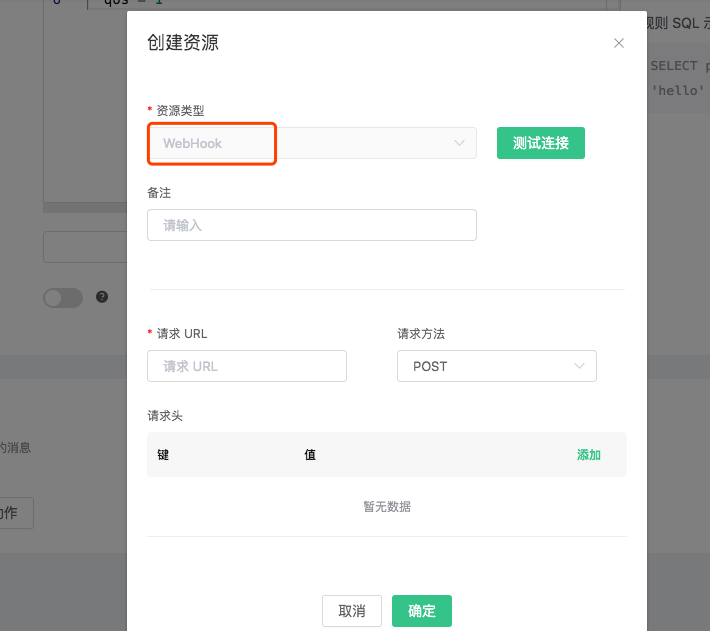 qos = 1
创建资源
规则 SQL 示
* 资源类型
SELECT p
WebHook
测试连接
'hello'
备注
请输入
?
* 请求 URL
请求方法
请求 URL
POST
请求头
的消息
键 值 添加
暂无数据
动作
取消 确定